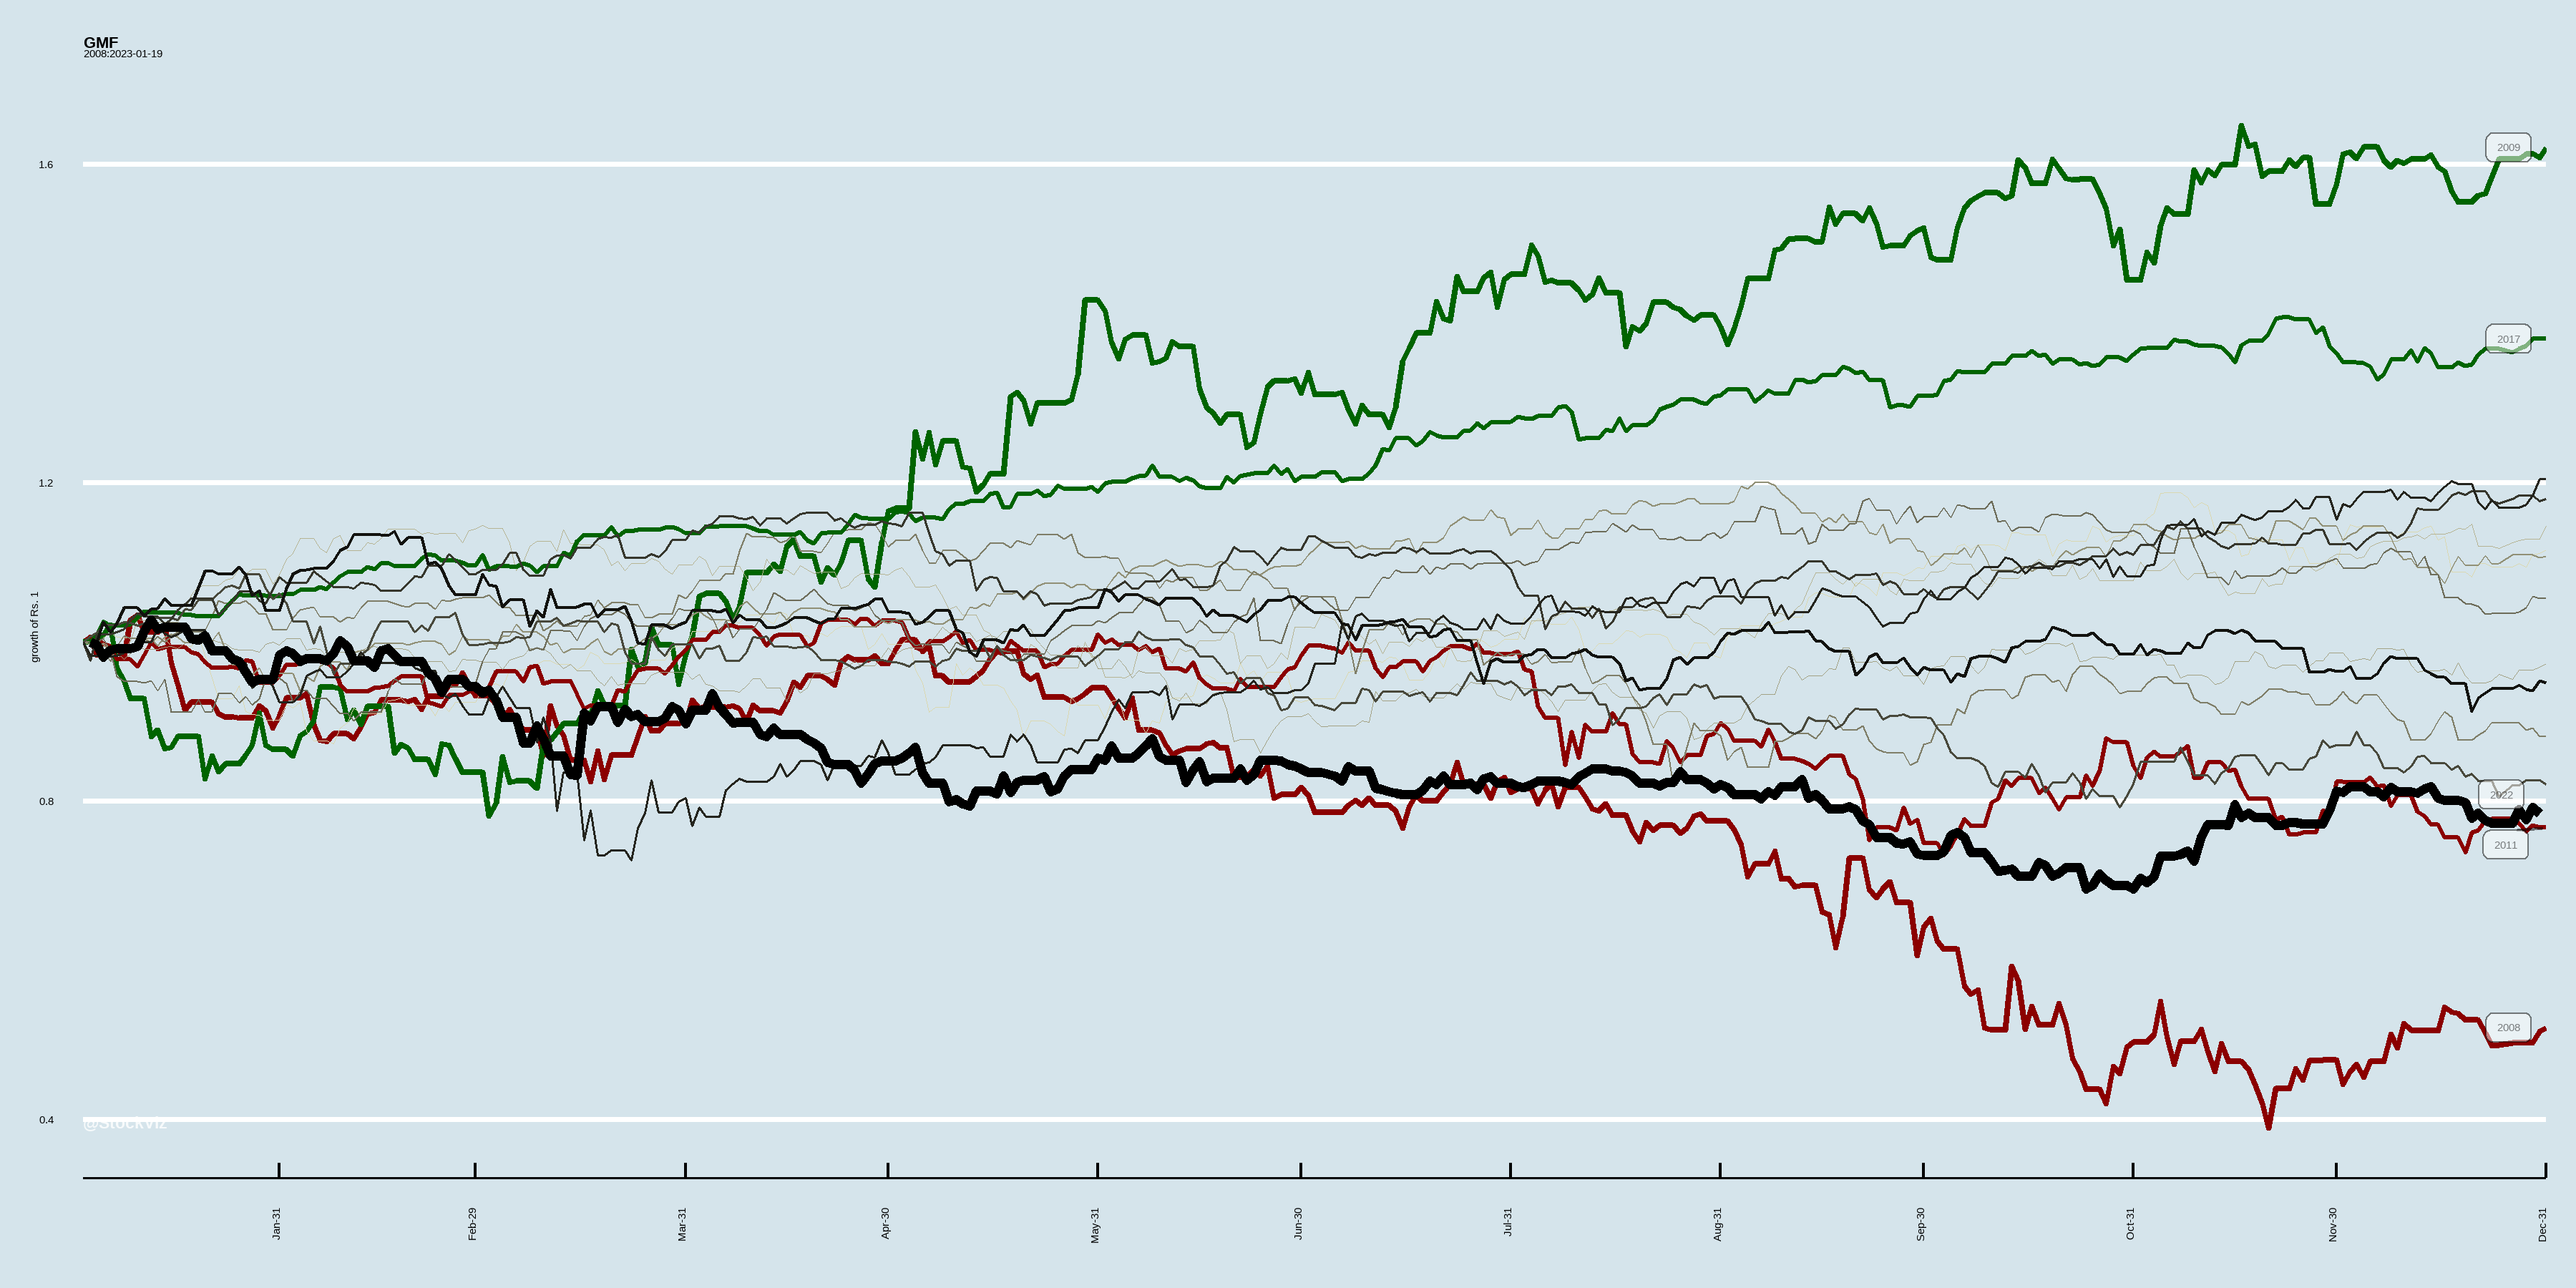 GMF
2008:2023-01-19
1.6
1.2
0.8
0.4
growth of Rs. 1
2009
2017
2022
2011
2008
@StockViz
Jan-31
Feb-29
Mar-31
Apr-30
May-31
Jun-30
Jul-31
Aug-31
Sep-30
Oct-31
Nov-30
Dec-31